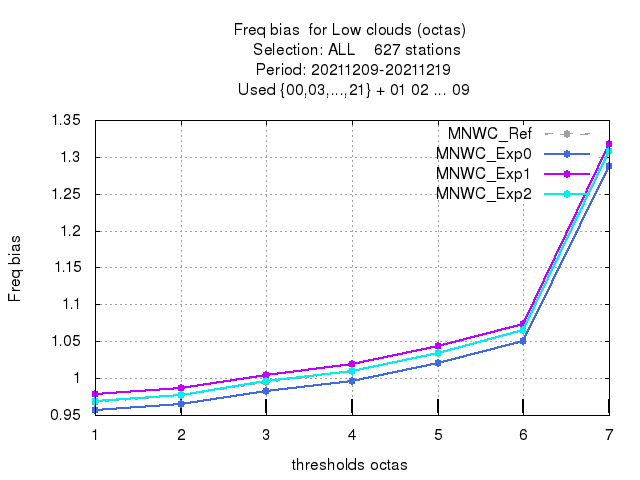 Freq bias  for Low clouds (octas)
Selection: ALL    627 stations
Period: 20211209-20211219
Used {00,03,...,21} + 01 02 ... 09
MNWC_Ref
MNWC_Exp0
MNWC_Exp1
MNWC_Exp2
Freq bias
1.35
1.3
1.25
1.2
1.15
1.1
1.05
1
0.95
1 2 3 4 5 6 7
thresholds octas